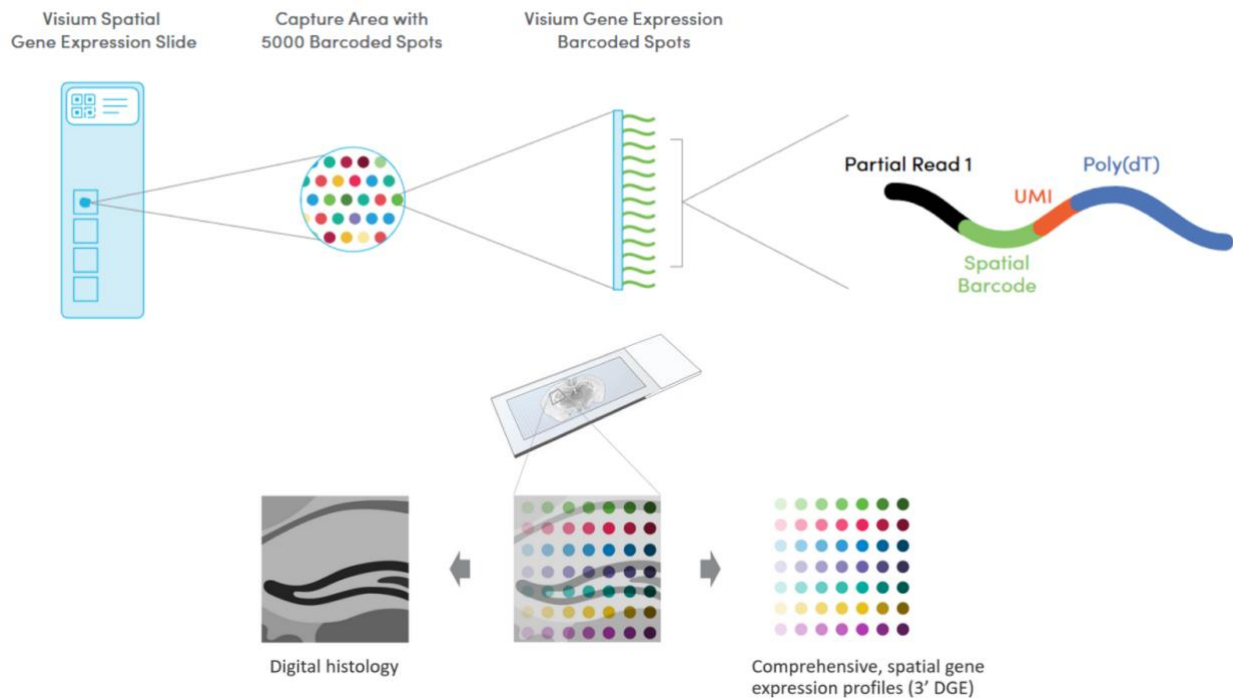 Visium Spatial
Gene Expression Slide
Capture Area with
5000 Barcoded Spots
Visium Gene Expression
Barcoded Spots
Partial Read 1
Poly(dT)
UMI
Spatial
Barcode
Digital histology
Comprehensive, spatial gene
expression profiles (3’ DGE)